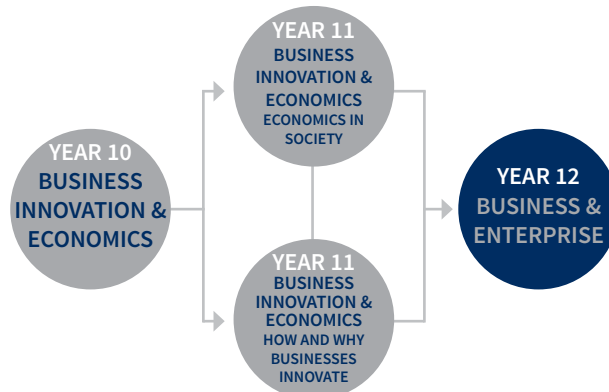 YEAR 10
BUSINESS
INNOVATION &
ECONOMICS
YEAR 11
BUSINESS
INNOVATION &
ECONOMICS
ECONOMICS IN
SOCIETY
YEAR 11
BUSINESS
INNOVATION &
ECONOMICS
HOW AND WHY
BUSINESSES
INNOVATE
YEAR 12
BUSINESS &
ENTERPRISE